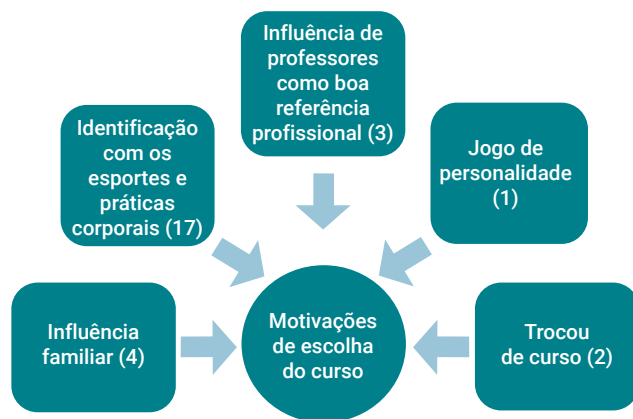 Influência de
professores
como boa
referência
profissional (3)
Identificação
com os
esportes e
práticas
corporais (17)
Jogo de
personalidade
(1)
Influência
familiar (4)
Motivações
de escolha
do curso
Trocou
de curso (2)